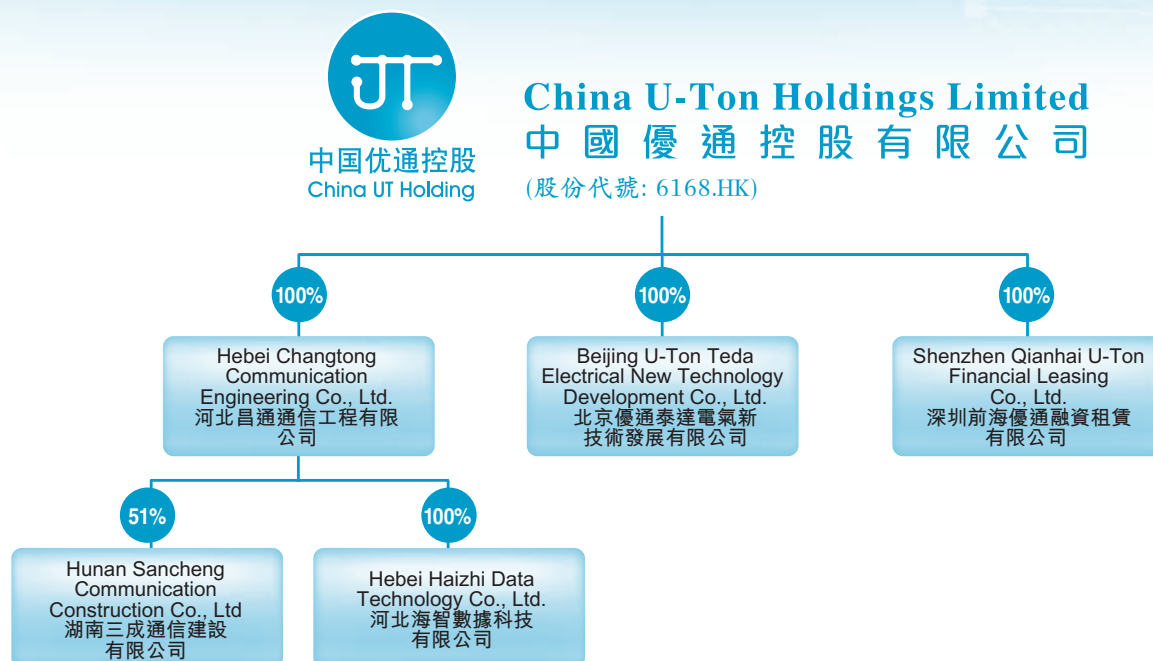 中国优通控股
China UT Holding
China U-Ton Holdings Limited
中國優通控股有限公司
(股份代號: 6168.HK)
100%
100%
100%
Hebei Changtong
Communication
Engineering Co., Ltd.
河北昌通通信工程有限
公司
Beijing U-Ton Teda
Electrical New Technology
Development Co., Ltd.
北京優通泰達電氣新
技術發展有限公司
Shenzhen Qianhai U-Ton
Financial Leasing
Co., Ltd.
深圳前海優通融資租賃
有限公司
51%
100%
Hunan Sancheng
Communication
Construction Co., Ltd
湖南三成通信建設
有限公司
Hebei Haizhi Data
Technology Co., Ltd.
河北海智數據科技
有限公司